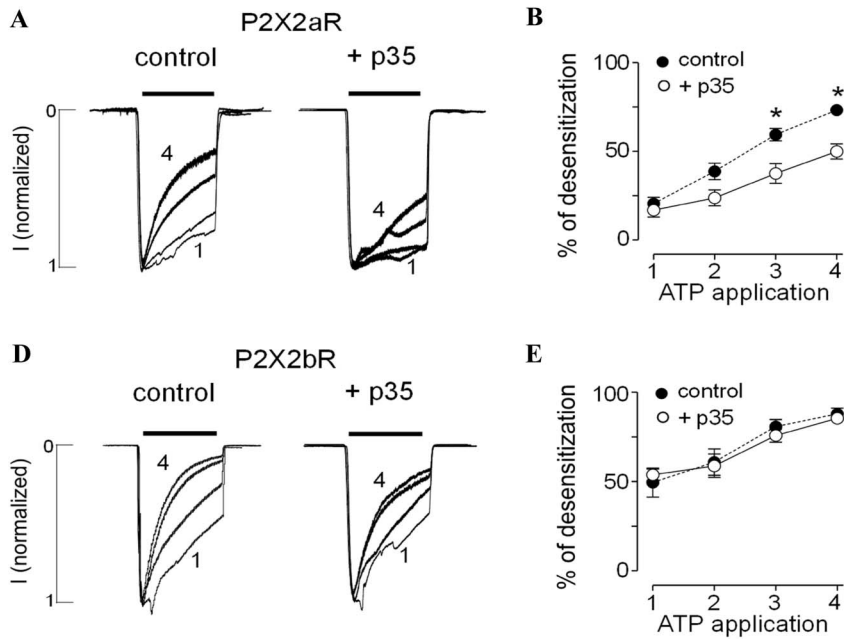 A
P2X2aR
control
+ p35
0
I (normalized)
1
4
1
4
1
B
100
50
0
% of desensitization
control
+ p35
*
*
1 2 3 4
ATP application
D
P2X2bR
control
+ p35
0
I (normalized)
1
4
1
4
1
E
100
50
0
% of desensitization
control
+ p35
1 2 3 4
ATP application